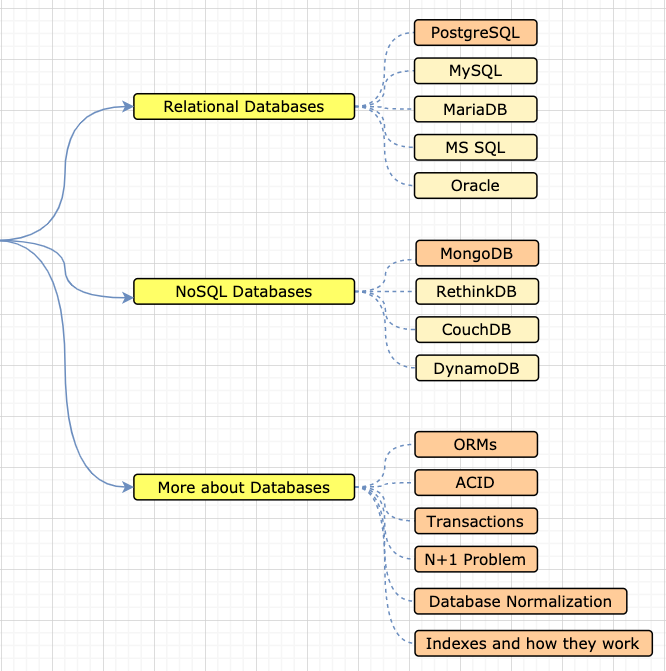 Relational Databases
PostgreSQL
MySQL
MariaDB
MS SQL
Oracle
NoSQL Databases
MongoDB
RethinkDB
CouchDB
DynamoDB
More about Databases
ORMs
ACID
Transactions
N+1 Problem
Database Normalization
Indexes and how they work